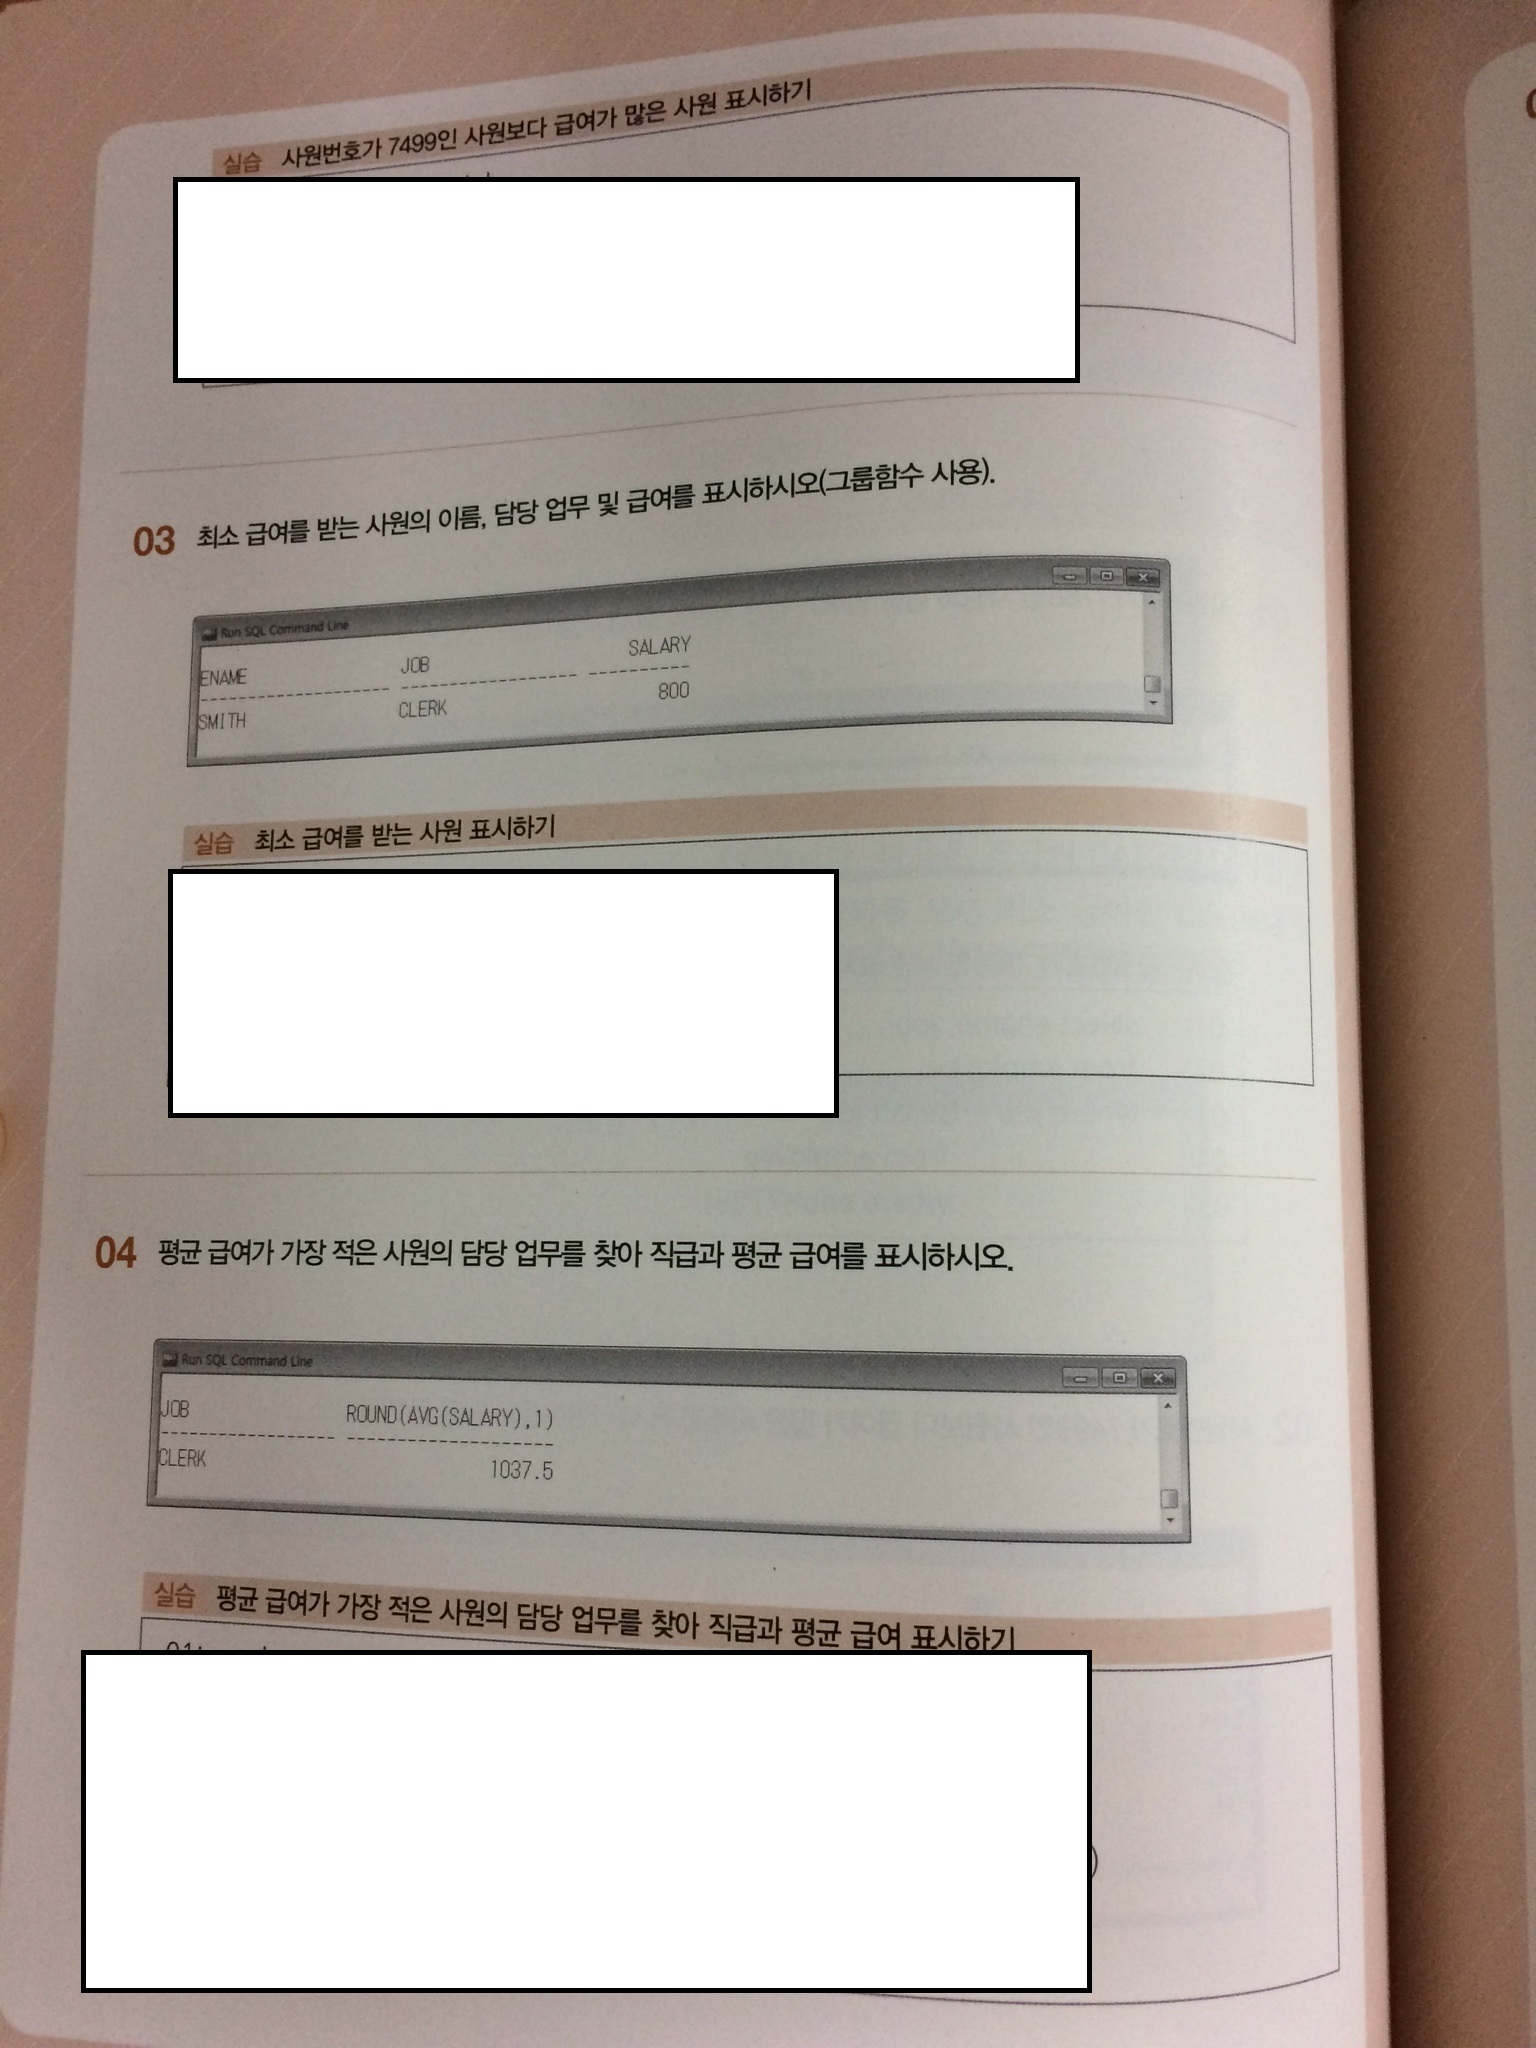 실습 사원번호가 7499인 사원보다 급여가 많은 사원 표시하기
03 최소 급여를 받는 사원의 이름, 담당 업무 및 급여를 표시하시오(그룹함수 사용).
Run SQL Command Line
ENAME JOB SALARY
SMITH CLERK 800
실습 최소 급여를 받는 사원 표시하기
04 평균 급여가 가장 적은 사원의 담당 업무를 찾아 직급과 평균 급여를 표시하시오.
Run SQL Command Line
JOB ROUND(AVG(SALARY),1)
CLERK 1037.5
실습 평균 급여가 가장 적은 사원의 담당 업무를 찾아 직급과 평균 급여 표시하기